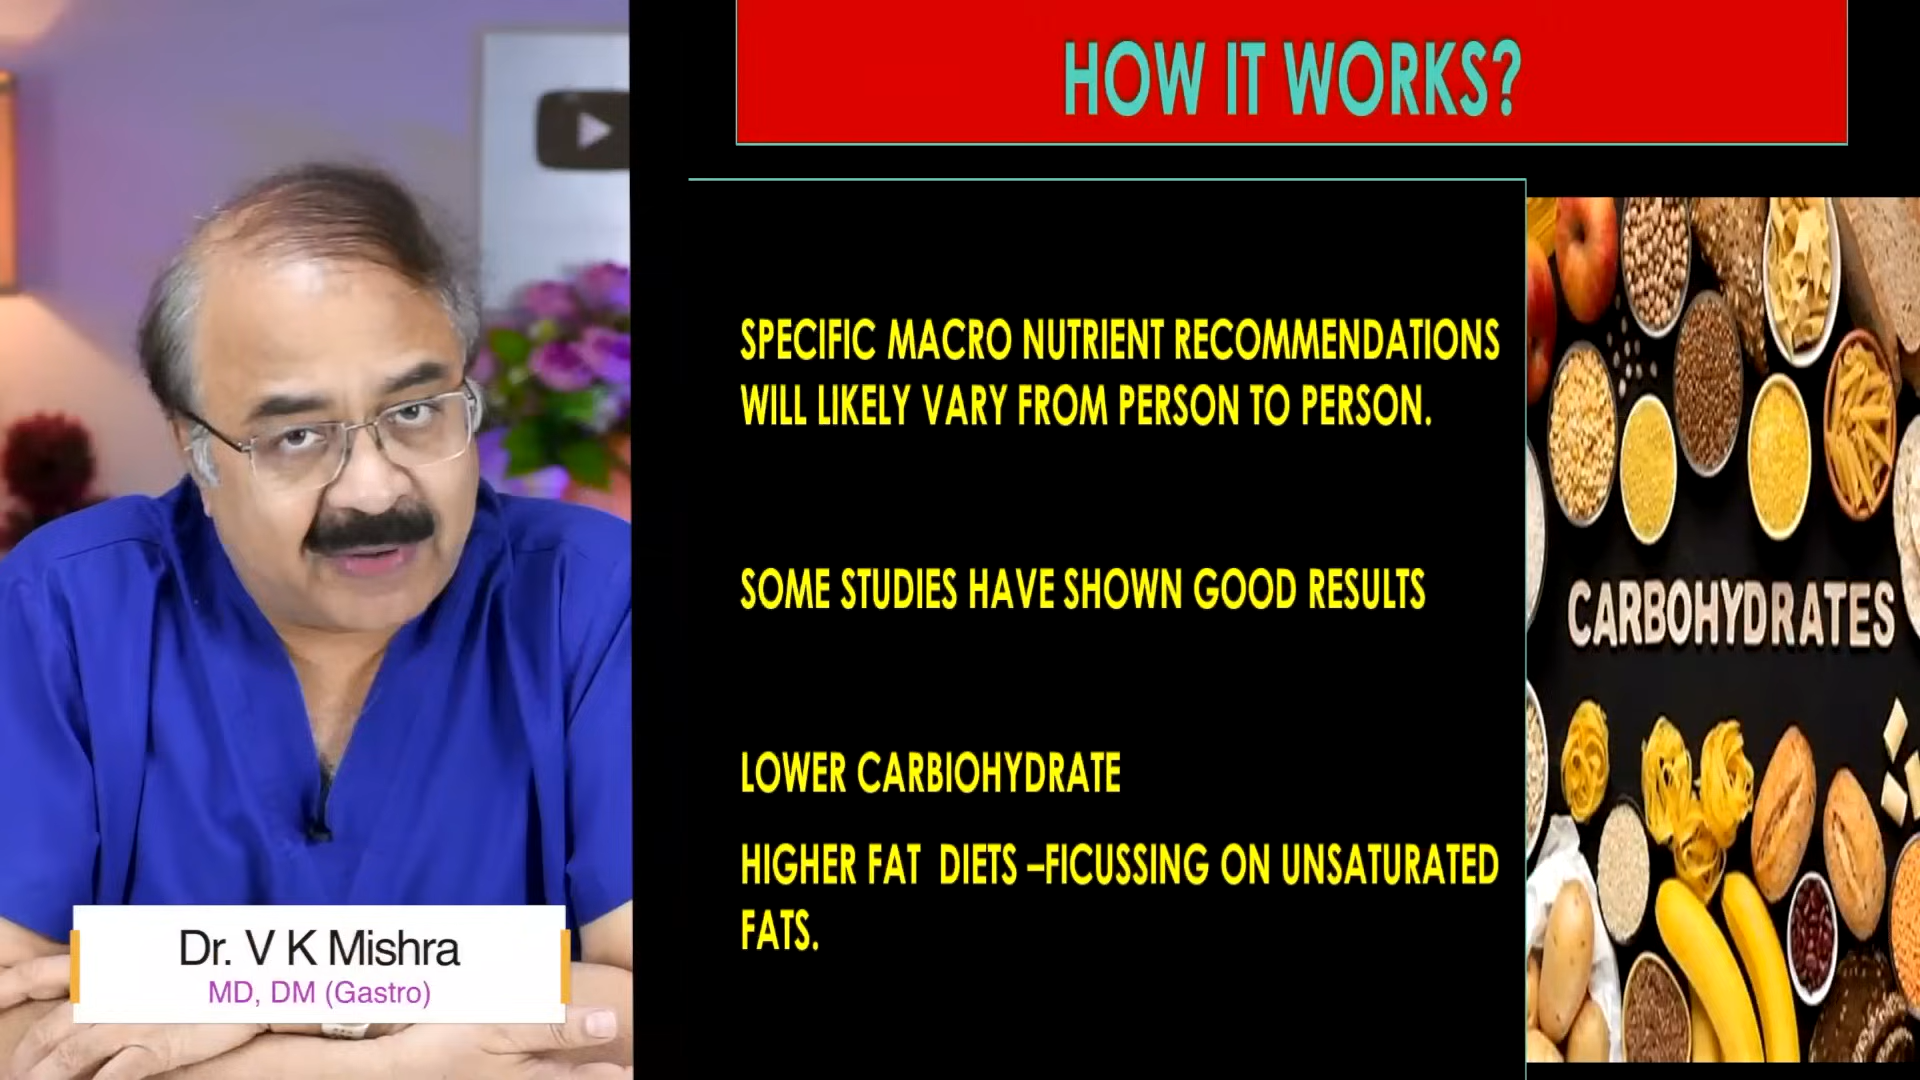 HOW IT WORKS?
SPECIFIC MACRO NUTRIENT RECOMMENDATIONS
WILL LIKELY VARY FROM PERSON TO PERSON.
SOME STUDIES HAVE SHOWN GOOD RESULTS
LOWER CARBIOHYDRATE
HIGHER FAT DIETS –FICUSSING ON UNSATURATED
FATS.
CARBOHYDRATES
Dr. V K Mishra
MD, DM (Gastro)